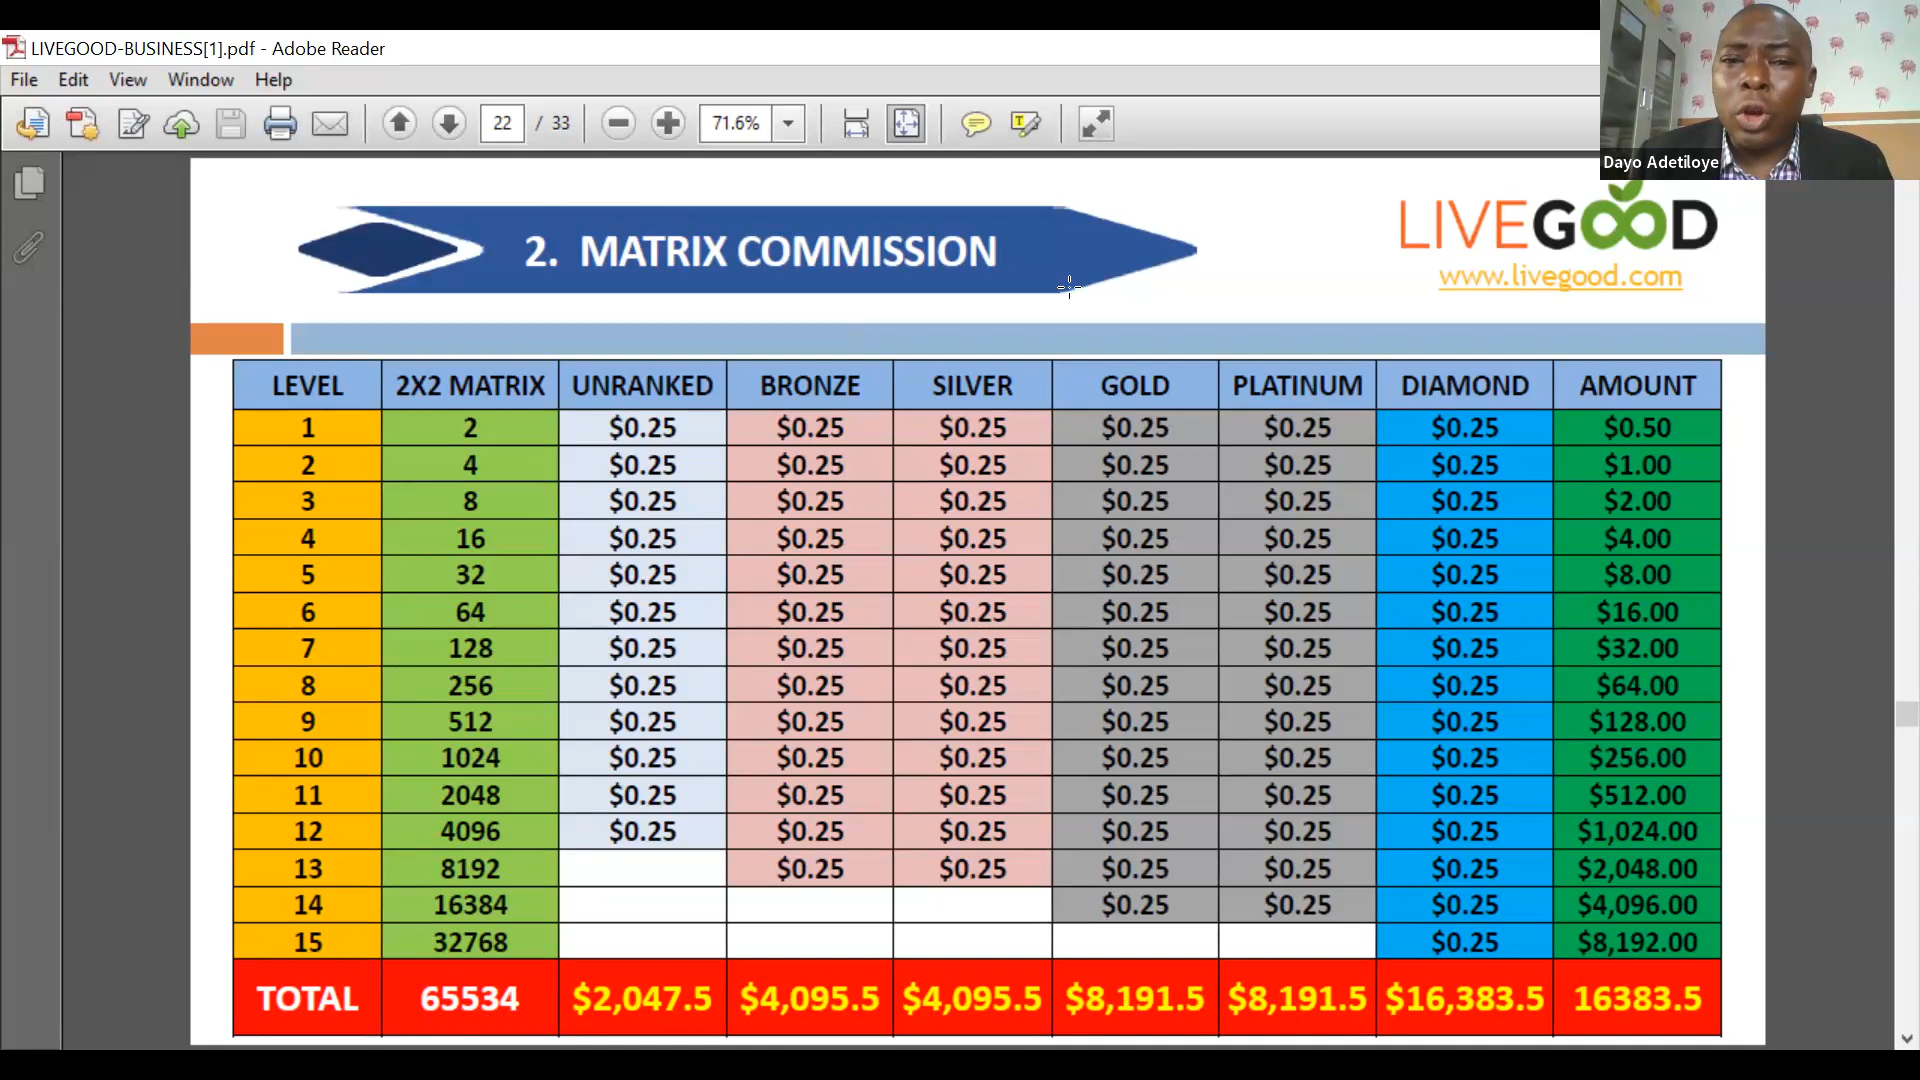 LIVEGOOD-BUSINESS[1].pdf - Adobe Reader
File Edit View Window Help
22 / 33 71.6%
T
Dayo Adetiloye
2. MATRIX COMMISSION
LIVEGOOD
www.livegood.com
LEVEL 2X2 MATRIX UNRANKED BRONZE SILVER GOLD PLATINUM DIAMOND AMOUNT
1 2 $0.25 $0.25 $0.25 $0.25 $0.25 $0.25 $0.50
2 4 $0.25 $0.25 $0.25 $0.25 $0.25 $0.25 $1.00
3 8 $0.25 $0.25 $0.25 $0.25 $0.25 $0.25 $2.00
4 16 $0.25 $0.25 $0.25 $0.25 $0.25 $0.25 $4.00
5 32 $0.25 $0.25 $0.25 $0.25 $0.25 $0.25 $8.00
6 64 $0.25 $0.25 $0.25 $0.25 $0.25 $0.25 $16.00
7 128 $0.25 $0.25 $0.25 $0.25 $0.25 $0.25 $32.00
8 256 $0.25 $0.25 $0.25 $0.25 $0.25 $0.25 $64.00
9 512 $0.25 $0.25 $0.25 $0.25 $0.25 $0.25 $128.00
10 1024 $0.25 $0.25 $0.25 $0.25 $0.25 $0.25 $256.00
11 2048 $0.25 $0.25 $0.25 $0.25 $0.25 $0.25 $512.00
12 4096 $0.25 $0.25 $0.25 $0.25 $0.25 $0.25 $1,024.00
13 8192 $0.25 $0.25 $0.25 $0.25 $0.25 $2,048.00
14 16384 $0.25 $0.25 $0.25 $4,096.00
15 32768 $0.25 $8,192.00
TOTAL 65534 $2,047.5 $4,095.5 $4,095.5 $8,191.5 $8,191.5 $16,383.5 16383.5